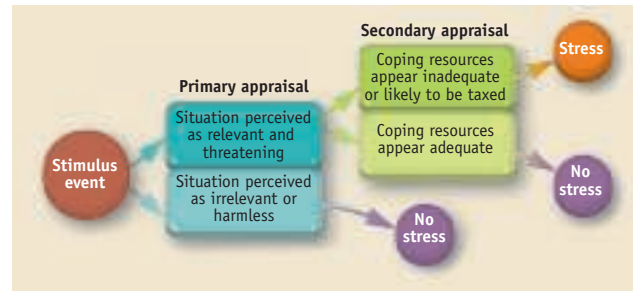 Secondary appraisal
Coping resources
appear inadequate
or likely to be taxed
Stress
Primary appraisal
Situation perceived
as relevant and
threatening
Coping resources
appear adequate
Stimulus
event
Situation perceived
as irrelevant or
harmless
No
stress
No
stress